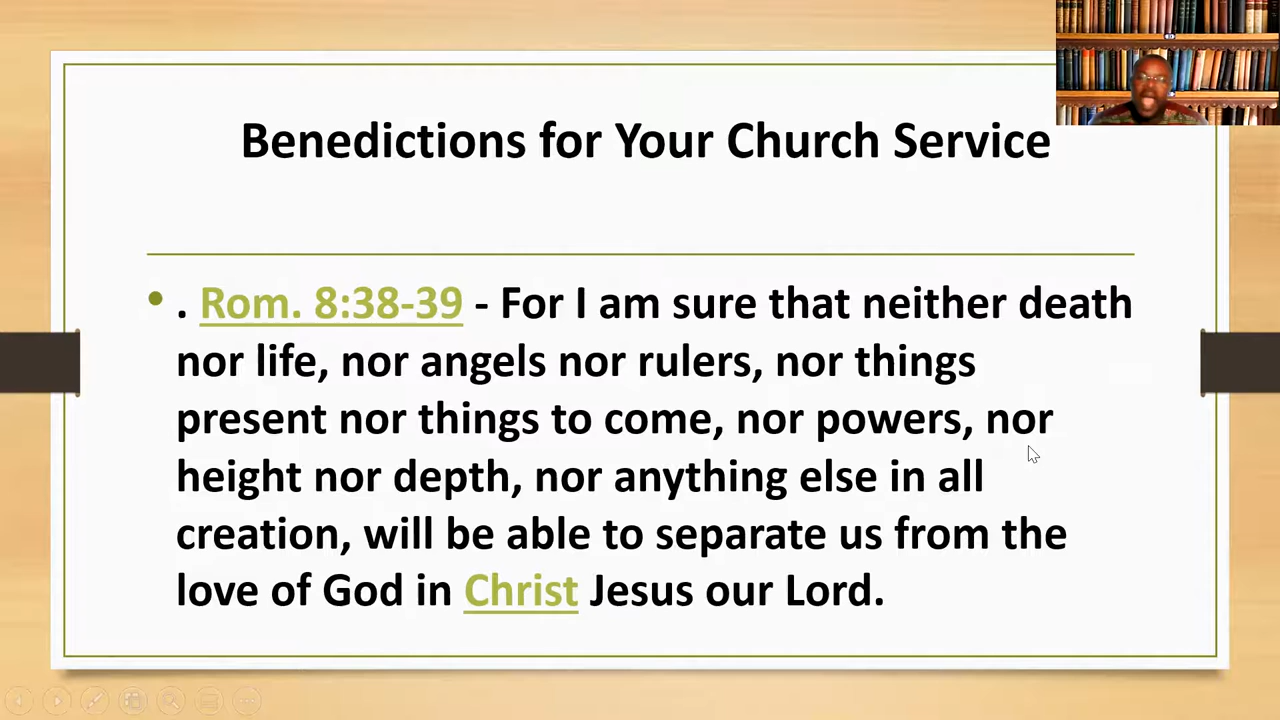 Benedictions for Your Church Service
• . Rom. 8:38-39 - For I am sure that neither death
nor life, nor angels nor rulers, nor things
present nor things to come, nor powers, nor
height nor depth, nor anything else in all
creation, will be able to separate us from the
love of God in Christ Jesus our Lord.